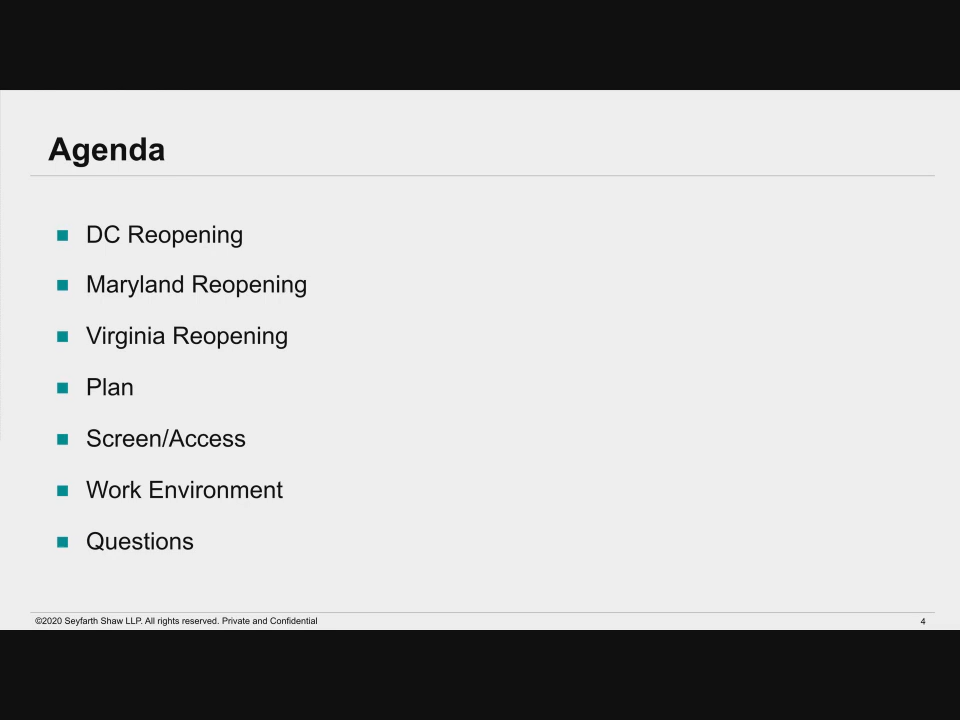 Agenda
DC Reopening
Maryland Reopening
Virginia Reopening
Plan
Screen/Access
Work Environment
Questions
©2020 Seyfarth Shaw LLP. All rights reserved. Private and Confidential
4